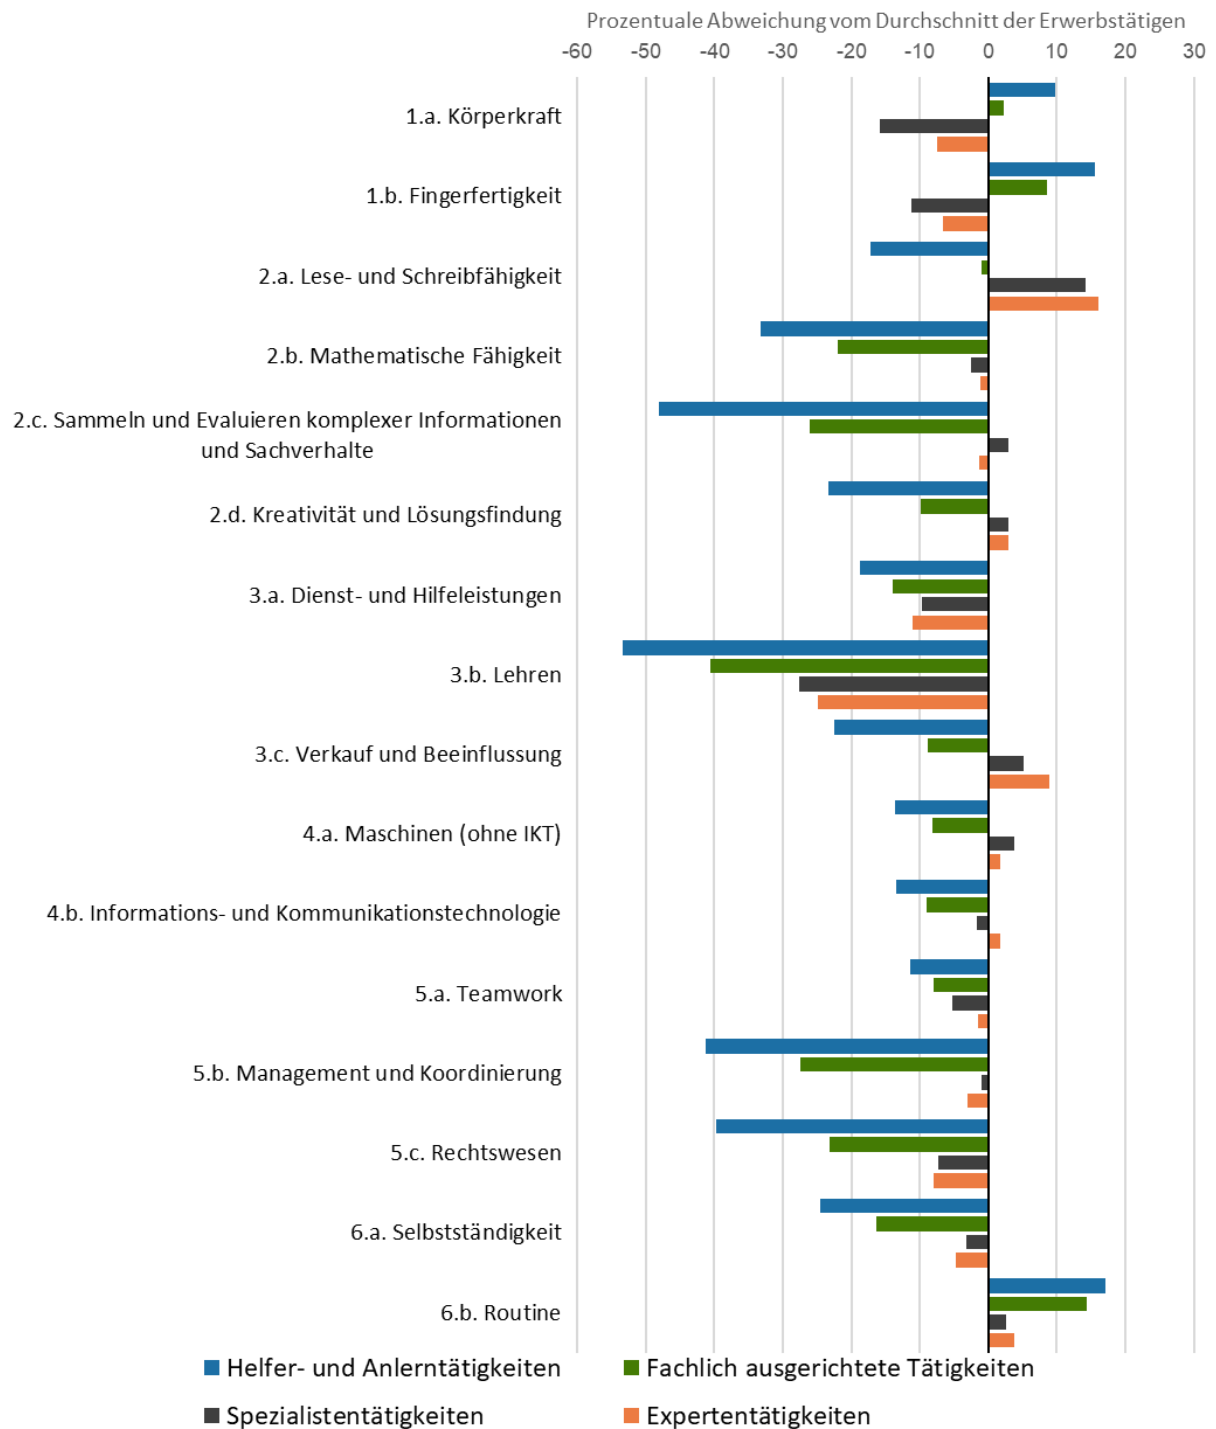 Prozentuale Abweichung vom Durchschnitt der Erwerbstätigen
-60 -50 -40 -30 -20 -10 0 10 20 30
1.a. Körperkraft
1.b. Fingerfertigkeit
2.a. Lese- und Schreibfähigkeit
2.b. Mathematische Fähigkeit
2.c. Sammeln und Evaluieren komplexer Informationen
und Sachverhalte
2.d. Kreativität und Lösungsfindung
3.a. Dienst- und Hilfeleistungen
3.b. Lehren
3.c. Verkauf und Beeinflussung
4.a. Maschinen (ohne IKT)
4.b. Informations- und Kommunikationstechnologie
5.a. Teamwork
5.b. Management und Koordinierung
5.c. Rechtswesen
6.a. Selbstständigkeit
6.b. Routine
Helfer- und Anlerntätigkeiten Fachlich ausgerichtete Tätigkeiten
Spezialistentätigkeiten Expertentätigkeiten